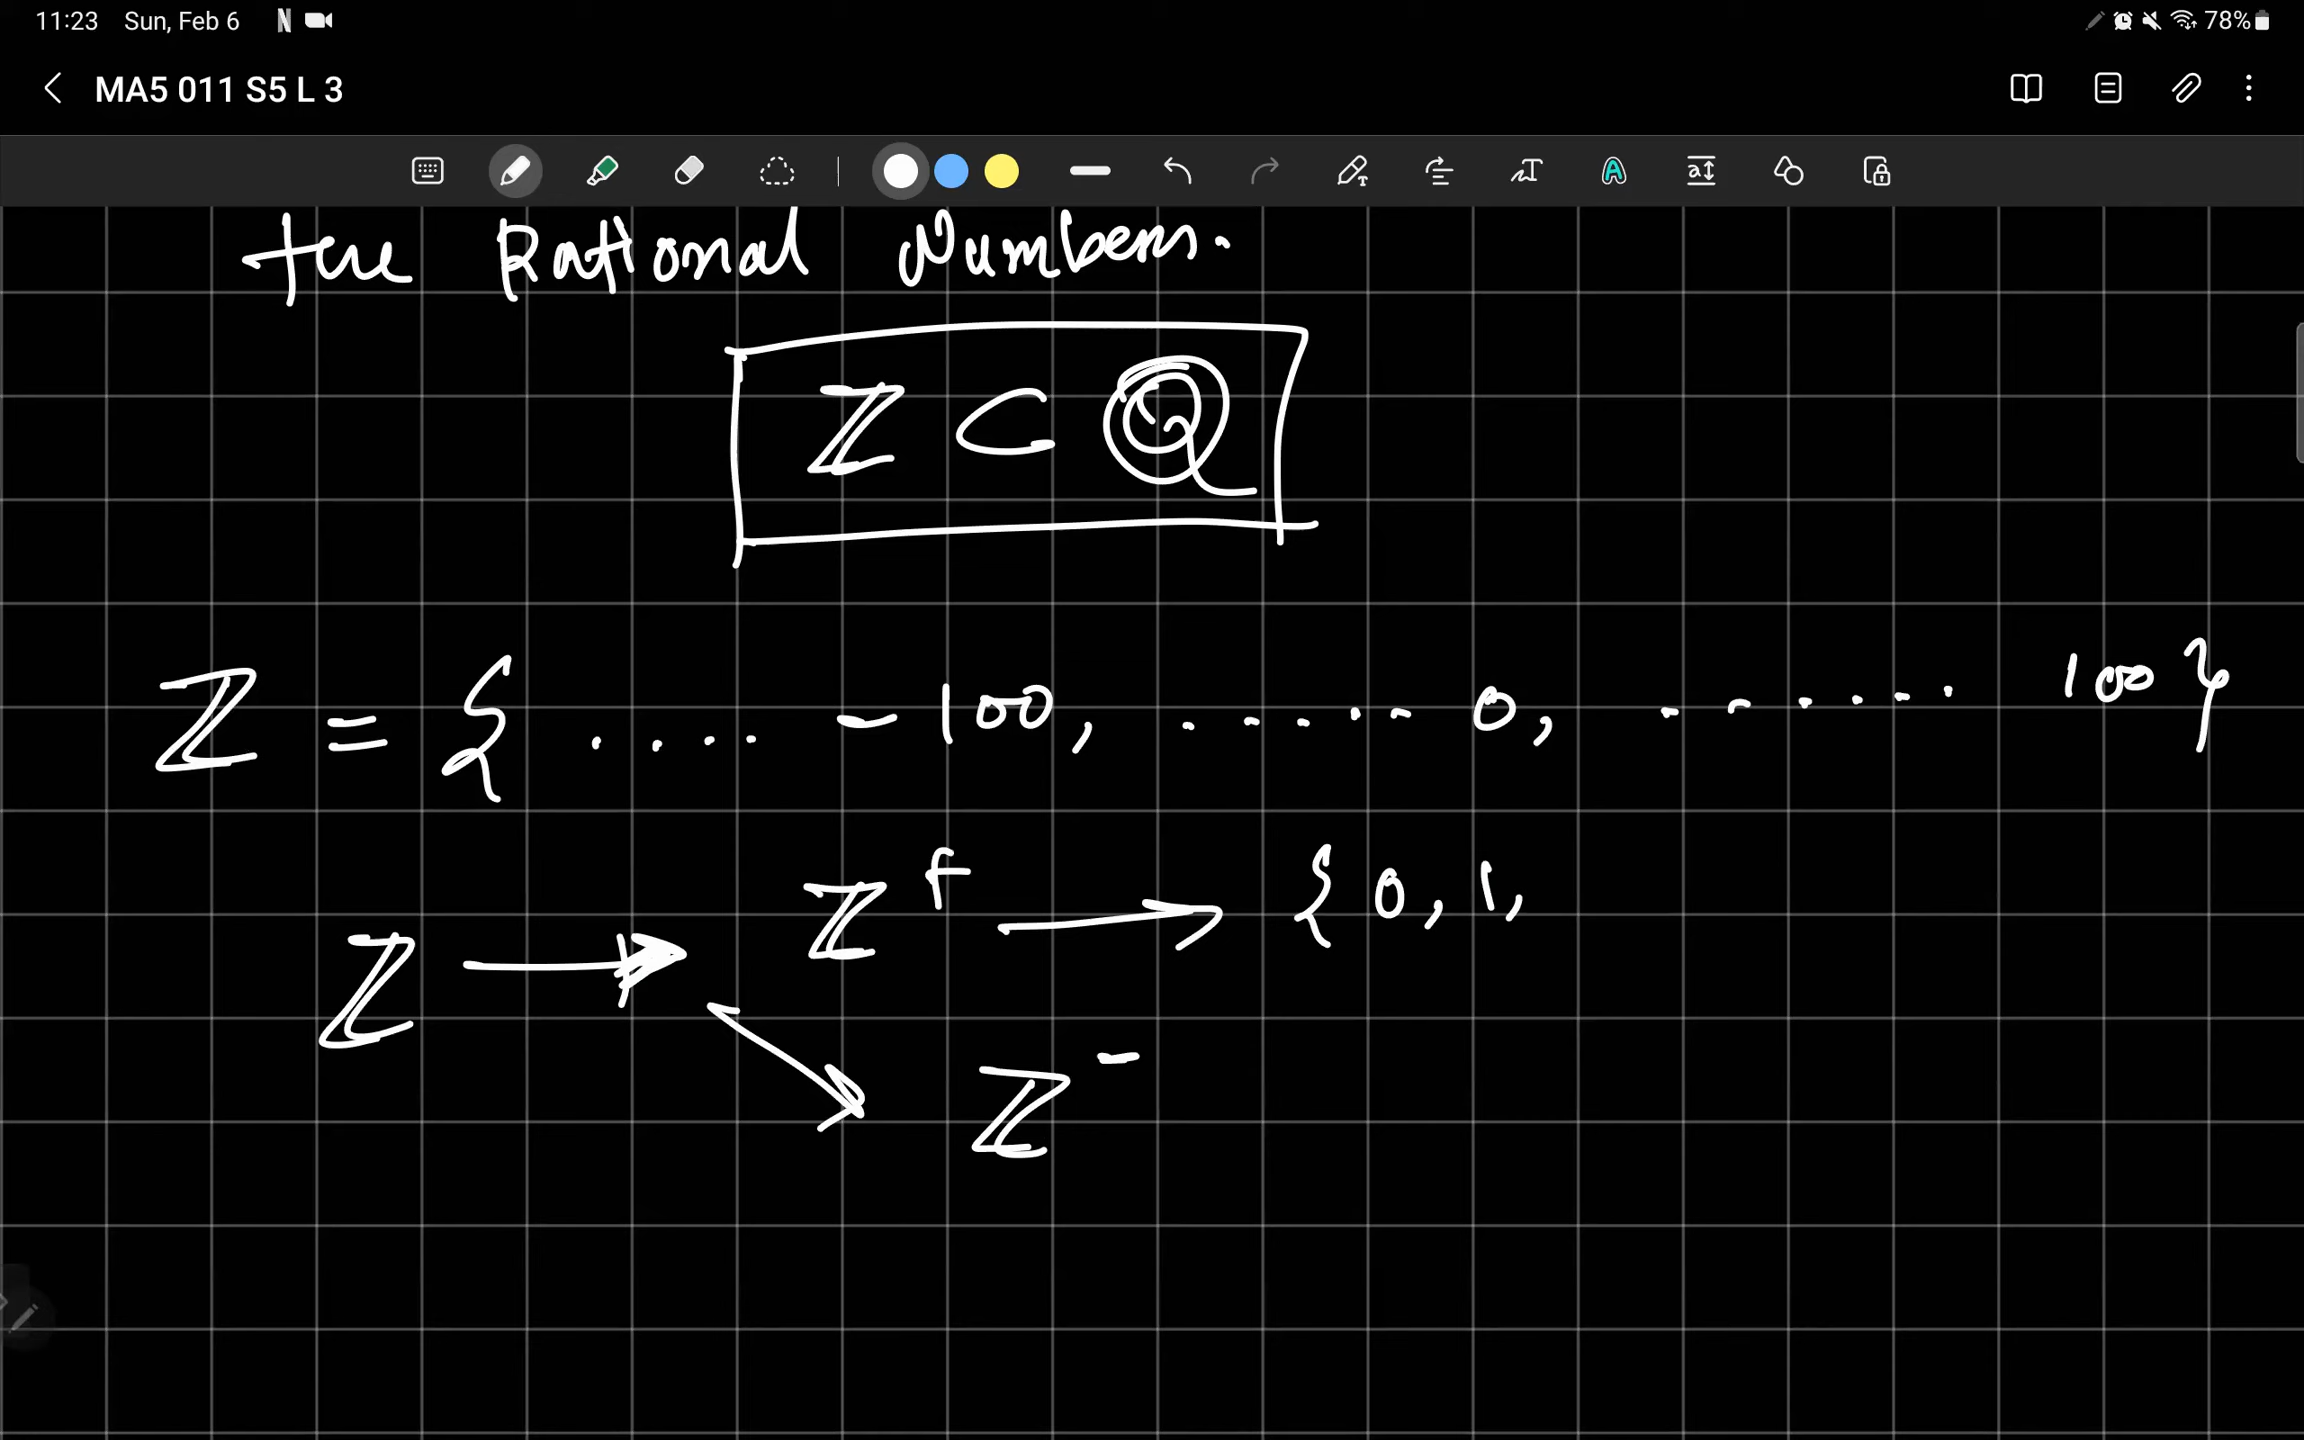 11:23 Sun, Feb 6 N 78%
MA5 011 S5 L 3
the Rational Numbers.
ℤ ⊂ ℚ
ℤ = { .... -100, ..... 0, ...... 100 }
ℤ⁺ → { 0, 1,
ℤ →
ℤ⁻